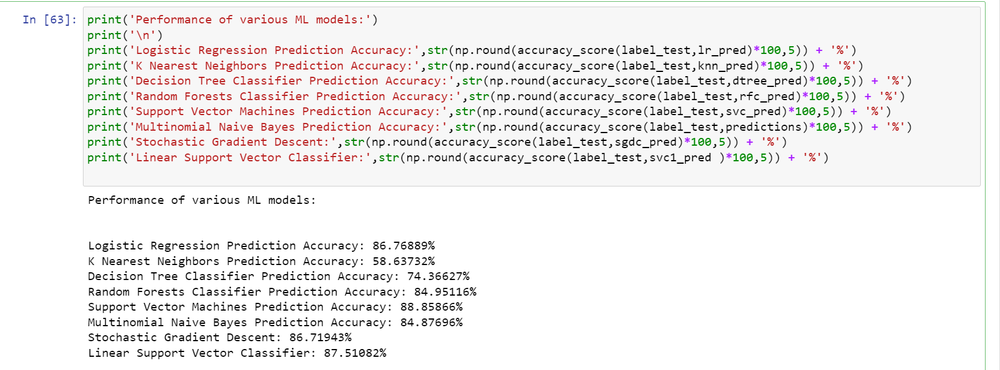 In [63]: print('Performance of various ML models:')
print('\n')
print('Logistic Regression Prediction Accuracy:',str(np.round(accuracy_score(label_test,lr_pred)*100,5)) + '%')
print('K Nearest Neighbors Prediction Accuracy:',str(np.round(accuracy_score(label_test,knn_pred)*100,5)) + '%')
print('Decision Tree Classifier Prediction Accuracy:',str(np.round(accuracy_score(label_test,dtree_pred)*100,5)) + '%')
print('Random Forests Classifier Prediction Accuracy:',str(np.round(accuracy_score(label_test,rfc_pred)*100,5)) + '%')
print('Support Vector Machines Prediction Accuracy:',str(np.round(accuracy_score(label_test,svc_pred)*100,5)) + '%')
print('Multinomial Naive Bayes Prediction Accuracy:',str(np.round(accuracy_score(label_test,predictions)*100,5)) + '%')
print('Stochastic Gradient Descent:',str(np.round(accuracy_score(label_test,sgdc_pred)*100,5)) + '%')
print('Linear Support Vector Classifier:',str(np.round(accuracy_score(label_test,svc1_pred )*100,5)) + '%')
Performance of various ML models:
Logistic Regression Prediction Accuracy: 86.76889%
K Nearest Neighbors Prediction Accuracy: 58.63732%
Decision Tree Classifier Prediction Accuracy: 74.36627%
Random Forests Classifier Prediction Accuracy: 84.95116%
Support Vector Machines Prediction Accuracy: 88.85866%
Multinomial Naive Bayes Prediction Accuracy: 84.87696%
Stochastic Gradient Descent: 86.71943%
Linear Support Vector Classifier: 87.51082%